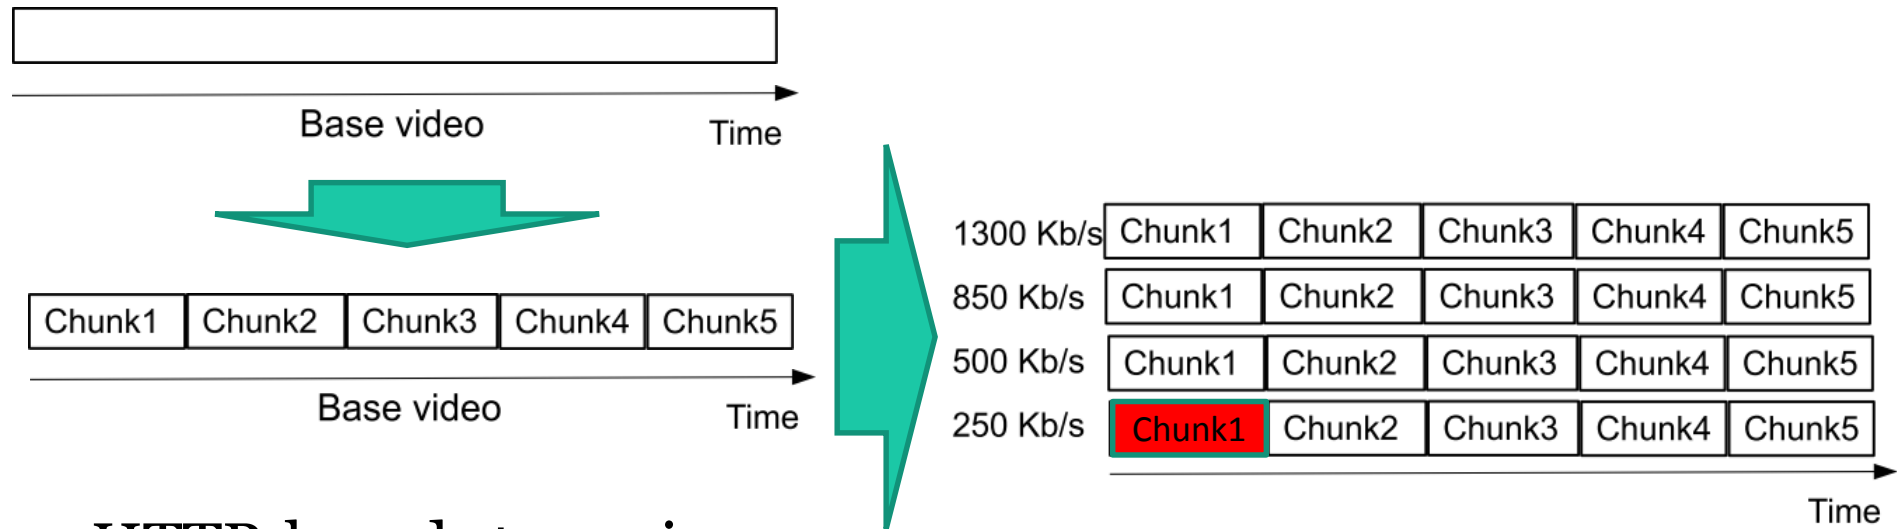 Base video
Time
Chunk1 Chunk2 Chunk3 Chunk4 Chunk5
Base video
Time
1300 Kb/s Chunk1 Chunk2 Chunk3 Chunk4 Chunk5
850 Kb/s Chunk1 Chunk2 Chunk3 Chunk4 Chunk5
500 Kb/s Chunk1 Chunk2 Chunk3 Chunk4 Chunk5
250 Kb/s Chunk1 Chunk2 Chunk3 Chunk4 Chunk5
Time